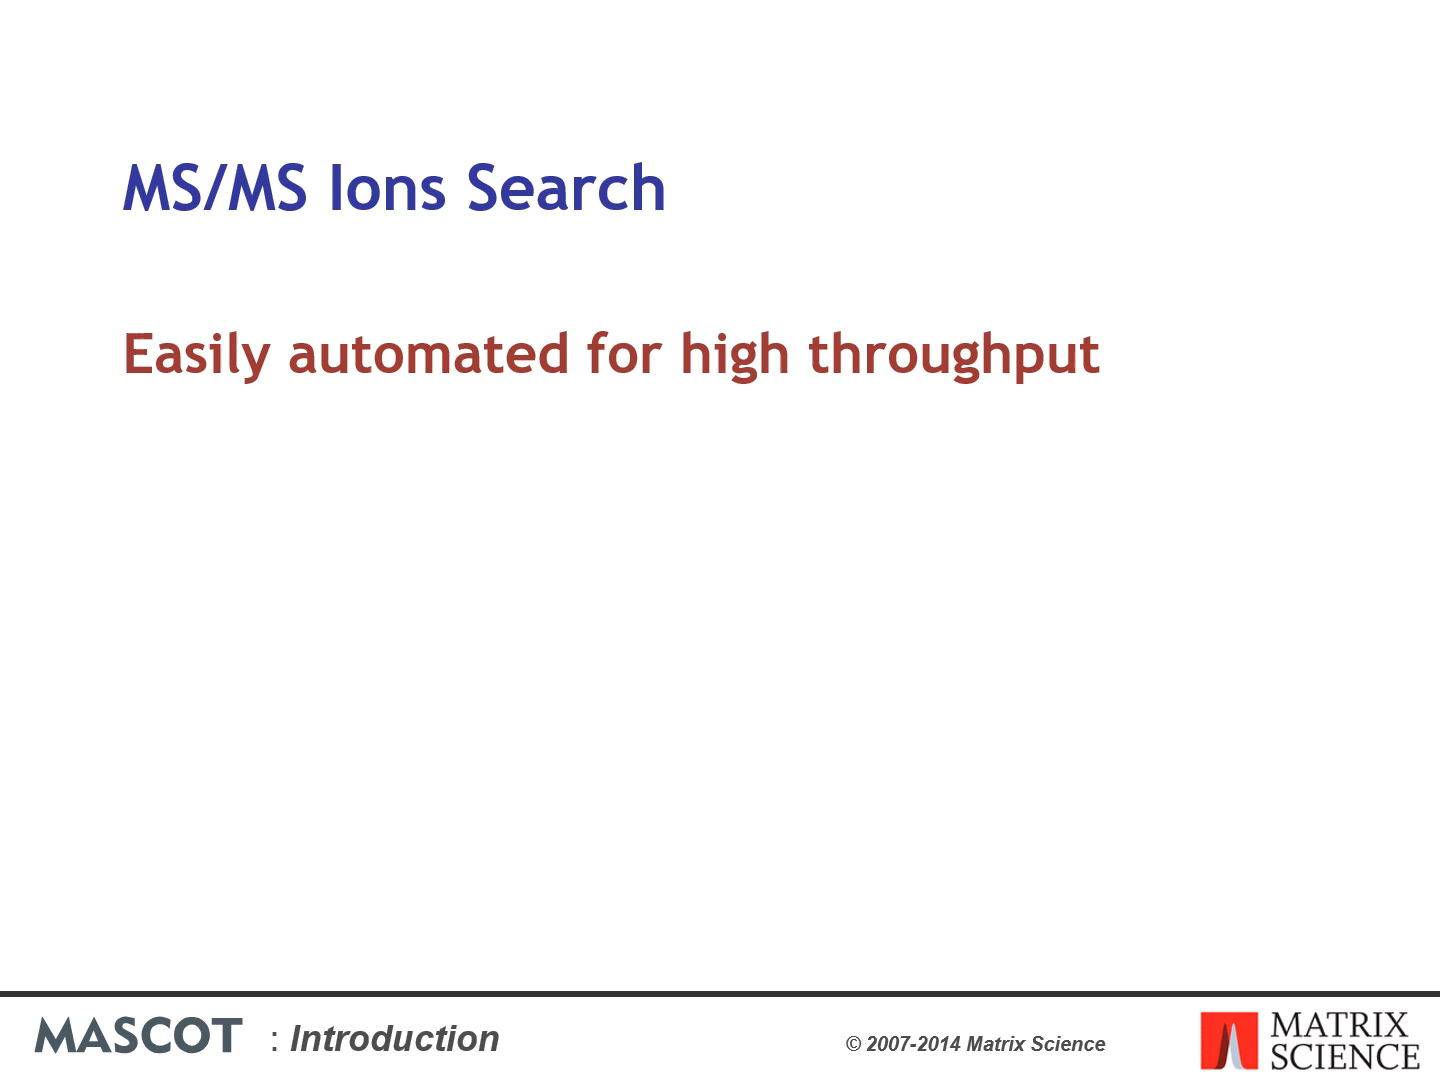 MS/MS Ions Search
Easily automated for high throughput
MASCOT : Introduction
© 2007-2014 Matrix Science
MATRIX
SCIENCE